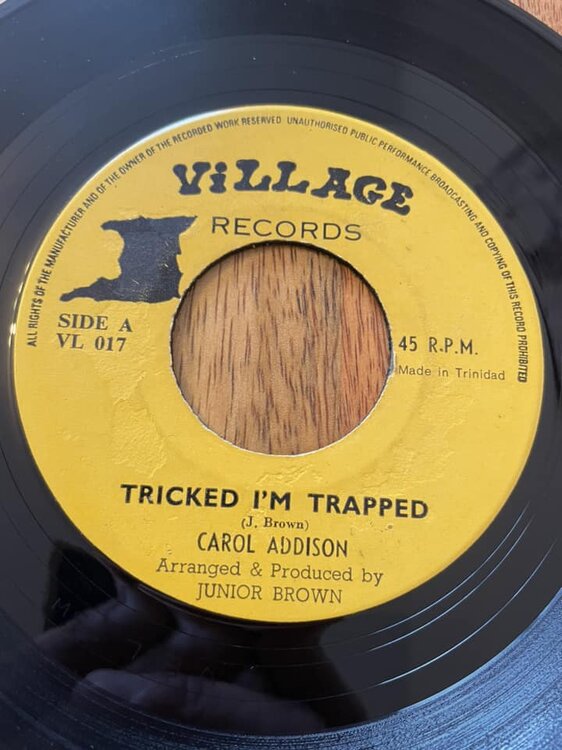 ALL RIGHTS OF THE MANUFACTURER AND OF THE OWNER OF THE RECORDED WORK RESERVED. UNAUTHORISED PUBLIC PERFORMANCE BROADCASTING AND COPYING OF THIS RECORD PROHIBITED
ViLLAGE
RECORDS
SIDE A
VL 017
45 R.P.M.
Made in Trinidad
TRICKED I'M TRAPPED
(J. Brown)
CAROL ADDISON
Arranged & Produced by
JUNIOR BROWN